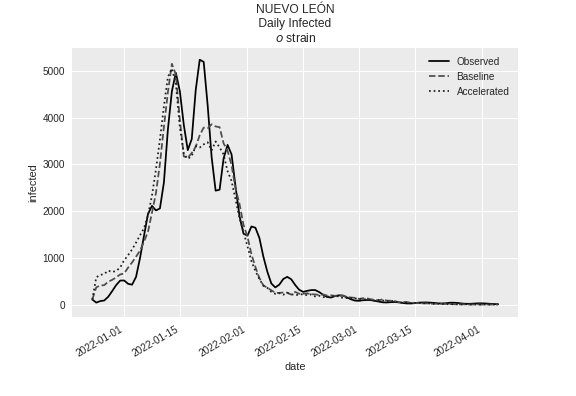 NUEVO LEÓN
Daily Infected
o strain
Observed
Baseline
Accelerated
5000
4000
3000
2000
1000
0
infected
2022-01-01
2022-01-15
2022-02-01
2022-02-15
2022-03-01
2022-03-15
2022-04-01
date